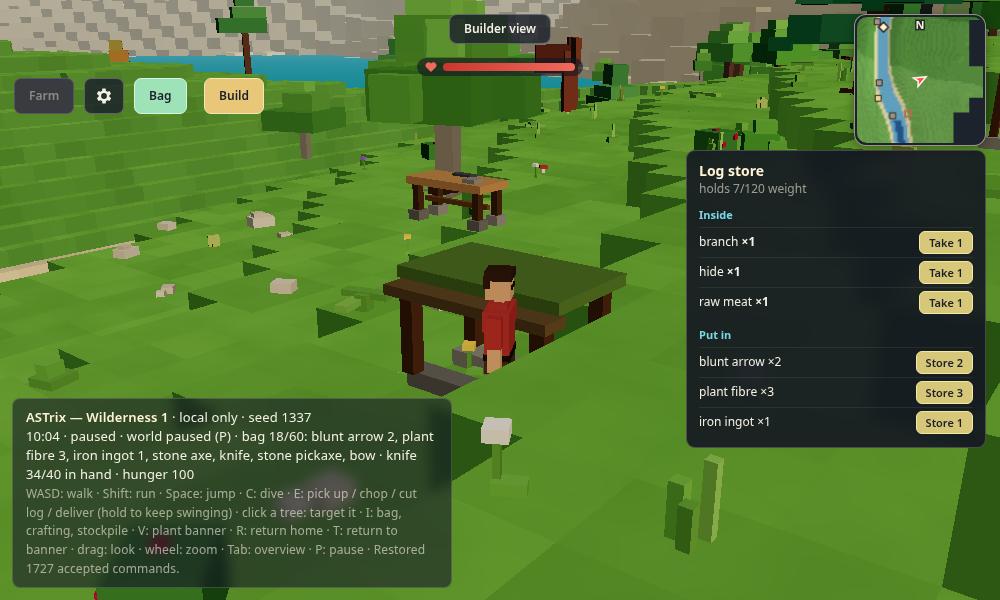 Builder view
N
Farm
Bag
Build
Log store
holds 7/120 weight
Inside
branch ×1
Take 1
hide ×1
Take 1
raw meat ×1
Take 1
Put in
blunt arrow ×2
Store 2
plant fibre ×3
Store 3
iron ingot ×1
Store 1
ASTrix — Wilderness 1 · local only · seed 1337
10:04 · paused · world paused (P) · bag 18/60: blunt arrow 2, plant
fibre 3, iron ingot 1, stone axe, knife, stone pickaxe, bow · knife
34/40 in hand · hunger 100
WASD: walk · Shift: run · Space: jump · C: dive · E: pick up / chop / cut
log / deliver (hold to keep swinging) · click a tree: target it · I: bag,
crafting, stockpile · V: plant banner · R: return home · T: return to
banner · drag: look · wheel: zoom · Tab: overview · P: pause · Restored
1727 accepted commands.